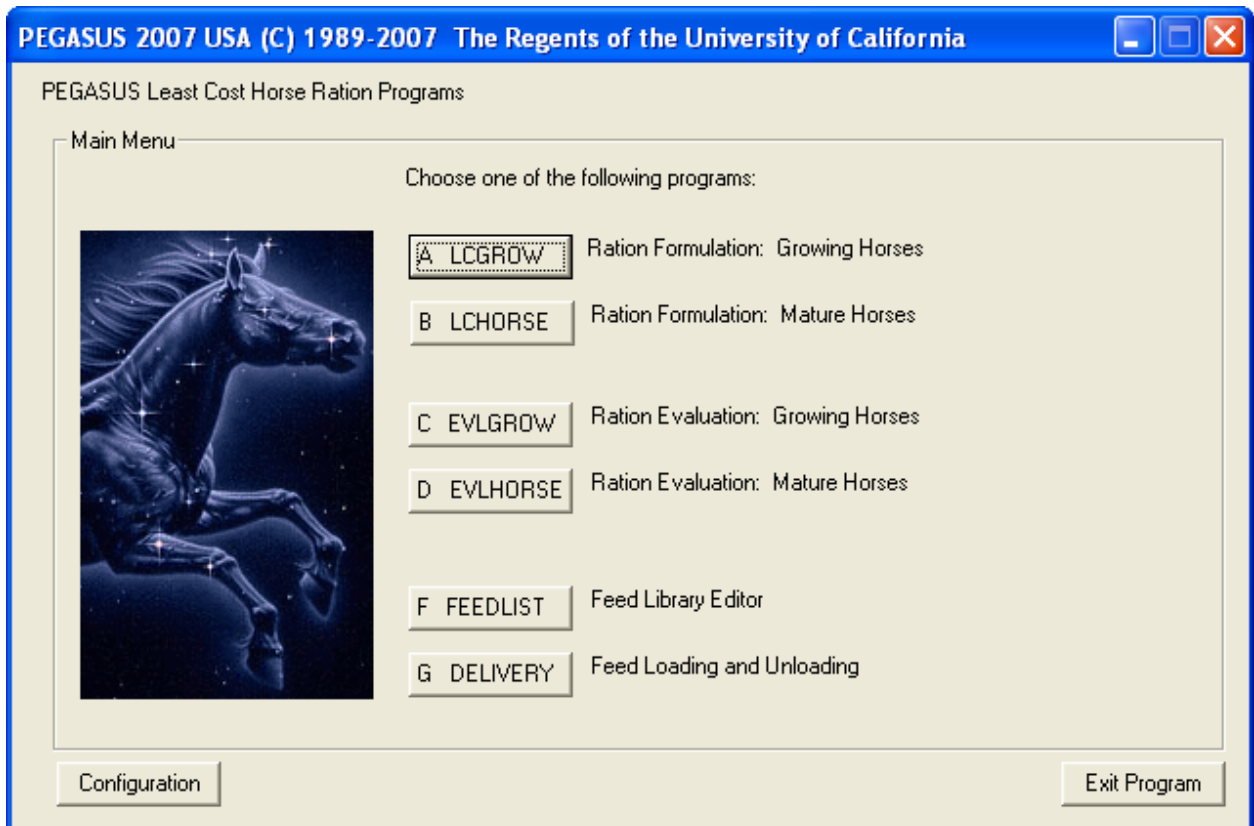 PEGASUS 2007 USA (C) 1989-2007  The Regents of the University of California
PEGASUS Least Cost Horse Ration Programs
Main Menu
Choose one of the following programs:
A  LCGROW  Ration Formulation:  Growing Horses
B  LCHORSE  Ration Formulation:  Mature Horses
C  EVLGROW  Ration Evaluation:  Growing Horses
D  EVLHORSE  Ration Evaluation:  Mature Horses
F  FEEDLIST  Feed Library Editor
G  DELIVERY  Feed Loading and Unloading
Configuration  Exit Program